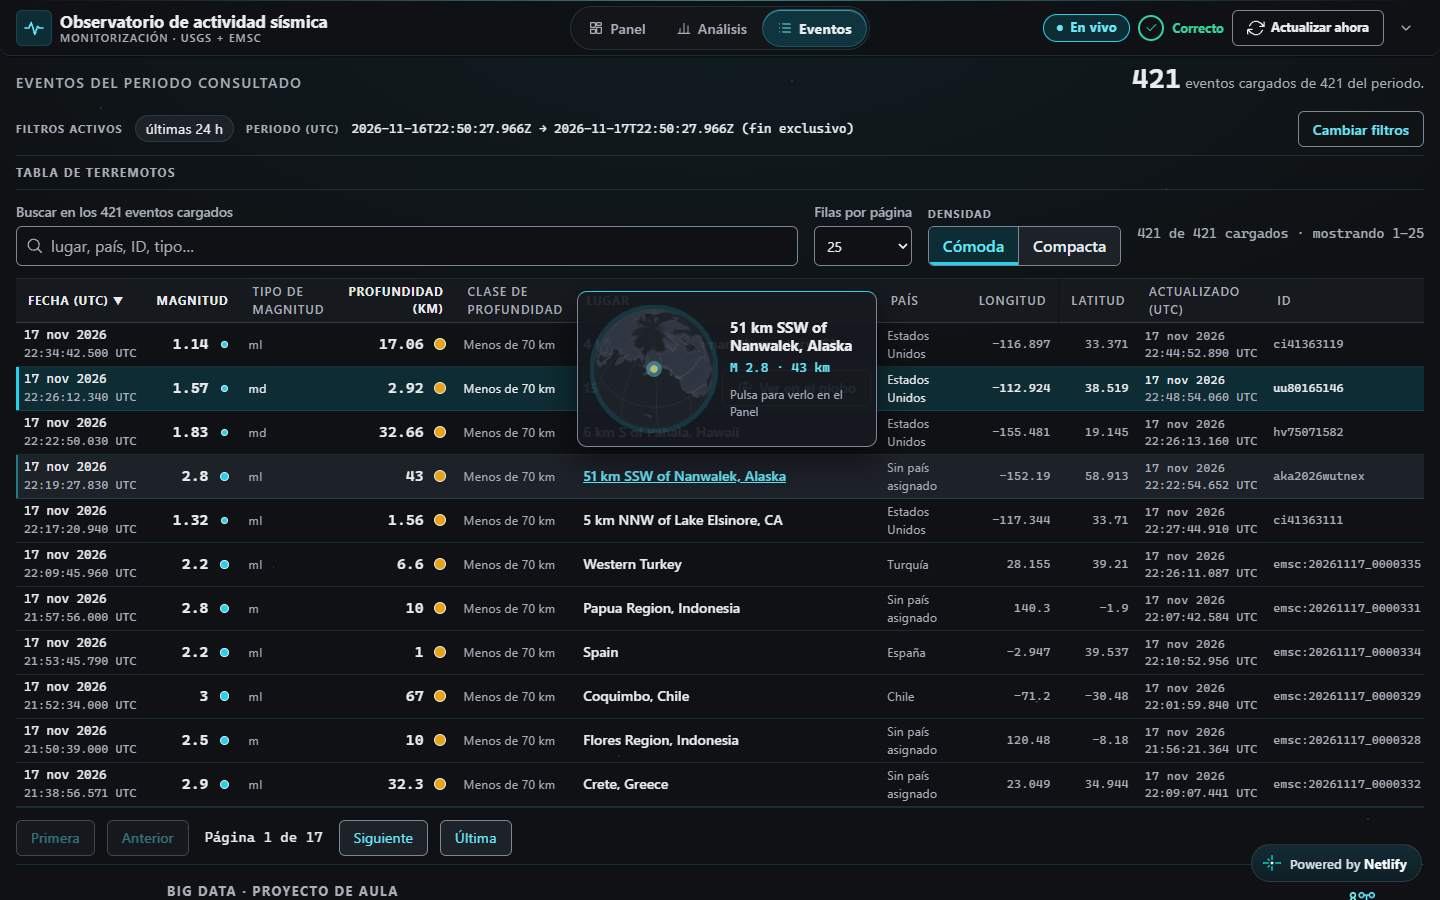 Observatorio de actividad sísmica
MONITORIZACIÓN · USGS + EMSC
Panel
Análisis
Eventos
En vivo
Correcto
Actualizar ahora
EVENTOS DEL PERIODO CONSULTADO
421 eventos cargados de 421 del periodo.
FILTROS ACTIVOS últimas 24 h PERIODO (UTC) 2026-11-16T22:50:27.966Z → 2026-11-17T22:50:27.966Z (fin exclusivo)
Cambiar filtros
TABLA DE TERREMOTOS
Buscar en los 421 eventos cargados
lugar, país, ID, tipo...
Filas por página
25
DENSIDAD
Cómoda
Compacta
421 de 421 cargados · mostrando 1–25
FECHA (UTC) ▼ MAGNITUD TIPO DE MAGNITUD PROFUNDIDAD (KM) CLASE DE PROFUNDIDAD LUGAR PAÍS LONGITUD LATITUD ACTUALIZADO (UTC) ID
17 nov 2026 22:34:42.500 UTC 1.14 ml 17.06 Menos de 70 km Estados Unidos −116.897 33.371 17 nov 2026 22:44:52.890 UTC ci41363119
17 nov 2026 22:26:12.340 UTC 1.57 md 2.92 Menos de 70 km Ver en el globo Estados Unidos −112.924 38.519 17 nov 2026 22:48:54.060 UTC uu80165146
17 nov 2026 22:22:50.030 UTC 1.83 md 32.66 Menos de 70 km 6 km S of Pahala, Hawaii Estados Unidos −155.481 19.145 17 nov 2026 22:26:13.160 UTC hv75071582
51 km SSW of
Nanwalek, Alaska
M 2.8 · 43 km
Pulsa para verlo en el
Panel
17 nov 2026 22:19:27.830 UTC 2.8 ml 43 Menos de 70 km 51 km SSW of Nanwalek, Alaska Sin país asignado −152.19 58.913 17 nov 2026 22:22:54.652 UTC aka2026wutnex
17 nov 2026 22:17:20.940 UTC 1.32 ml 1.56 Menos de 70 km 5 km NNW of Lake Elsinore, CA Estados Unidos −117.344 33.71 17 nov 2026 22:27:44.910 UTC ci41363111
17 nov 2026 22:09:45.960 UTC 2.2 ml 6.6 Menos de 70 km Western Turkey Turquía 28.155 39.21 17 nov 2026 22:26:11.087 UTC emsc:20261117_0000335
17 nov 2026 21:57:56.000 UTC 2.8 m 10 Menos de 70 km Papua Region, Indonesia Sin país asignado 140.3 −1.9 17 nov 2026 22:07:42.584 UTC emsc:20261117_0000331
17 nov 2026 21:53:45.790 UTC 2.2 ml 1 Menos de 70 km Spain España −2.947 39.537 17 nov 2026 22:10:52.956 UTC emsc:20261117_0000334
17 nov 2026 21:52:34.000 UTC 3 ml 67 Menos de 70 km Coquimbo, Chile Chile −71.2 −30.48 17 nov 2026 22:01:59.840 UTC emsc:20261117_0000329
17 nov 2026 21:50:39.000 UTC 2.5 m 10 Menos de 70 km Flores Region, Indonesia Sin país asignado 120.48 −8.18 17 nov 2026 21:56:21.364 UTC emsc:20261117_0000328
17 nov 2026 21:38:56.571 UTC 2.9 ml 32.3 Menos de 70 km Crete, Greece Sin país asignado 23.049 34.944 17 nov 2026 22:09:07.441 UTC emsc:20261117_0000332
Primera
Anterior
Página 1 de 17
Siguiente
Última
Powered by Netlify
BIG DATA · PROYECTO DE AULA